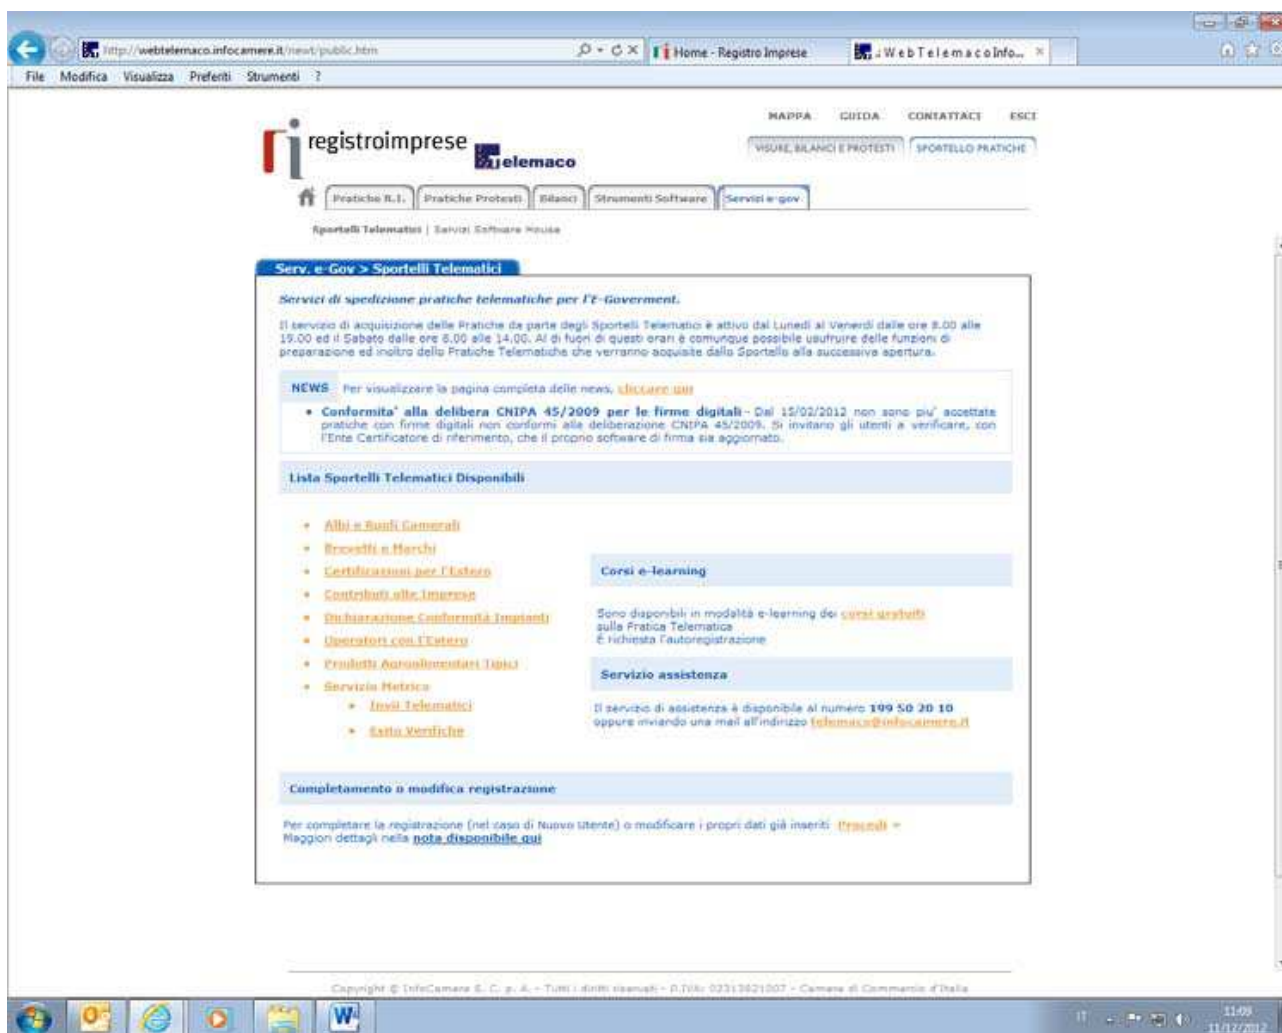 http://webtelemaco.infocamere.it/newt/public.htm
Home - Registro Imprese
: W e b T e l e m a c o Info...
File Modifica Visualizza Preferiti Strumenti ?
MAPPA GUIDA CONTATTACI ESCI
registroimprese
telemaco
VISURE, BILANCI E PROTESTI SPORTELLO PRATICHE
Pratiche R.I. Pratiche Protesti Bilanci Strumenti Software Servizi e-gov
Sportelli Telematici | Servizi Software House
Serv. e-Gov > Sportelli Telematici
Servizi di spedizione pratiche telematiche per l'E-Goverment.
Il servizio di acquisizione delle Pratiche da parte degli Sportelli Telematici è attivo dal Lunedì al Venerdì dalle ore 8.00 alle
19.00 ed il Sabato dalle ore 8.00 alle 14.00. Al di fuori di questi orari è comunque possibile usufruire delle funzioni di
preparazione ed inoltro delle Pratiche Telematiche che verranno acquisite dallo Sportello alla successiva apertura.
NEWS Per visualizzare la pagina completa delle news, cliccare qui
• Conformita' alla delibera CNIPA 45/2009 per le firme digitali - Dal 15/02/2012 non sono piu' accettate
pratiche con firme digitali non conformi alla deliberazione CNIPA 45/2009. Si invitano gli utenti a verificare, con
l'Ente Certificatore di riferimento, che il proprio software di firma sia aggiornato.
Lista Sportelli Telematici Disponibili
• Albi e Ruoli Camerali
• Brevetti e Marchi
• Certificazioni per l'Estero
• Contributi alle Imprese
• Dichiarazione Conformità Impianti
• Operatori con l'Estero
• Prodotti Agroalimentari Tipici
• Servizio Metrico
• Invii Telematici
• Esito Verifiche
Corsi e-learning
Sono disponibili in modalità e-learning dei corsi gratuiti
sulla Pratica Telematica
È richiesta l'autoregistrazione
Servizio assistenza
Il servizio di assistenza è disponibile al numero 199 50 20 10
oppure inviando una mail all'indirizzo telemaco@infocamere.it
Completamento o modifica registrazione
Per completare la registrazione (nel caso di Nuovo Utente) o modificare i propri dati già inseriti Procedi »
Maggiori dettagli nella nota disponibile qui
Copyright © InfoCamere S. C. p. A. - Tutti i diritti riservati - P.IVA: 02313821007 - Camere di Commercio d'Italia
IT
11:09
11/12/2012